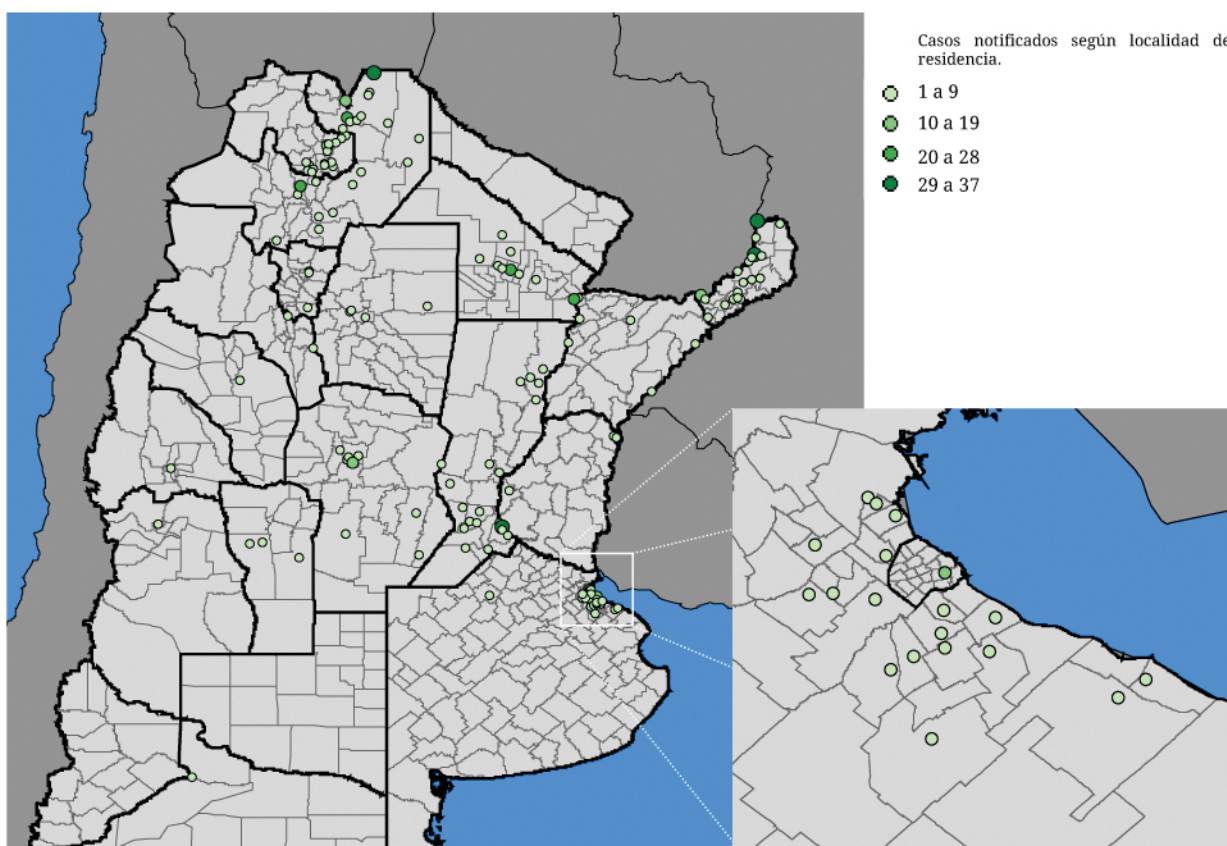 Casos notificados según localidad de
residencia.
1 a 9
10 a 19
20 a 28
29 a 37